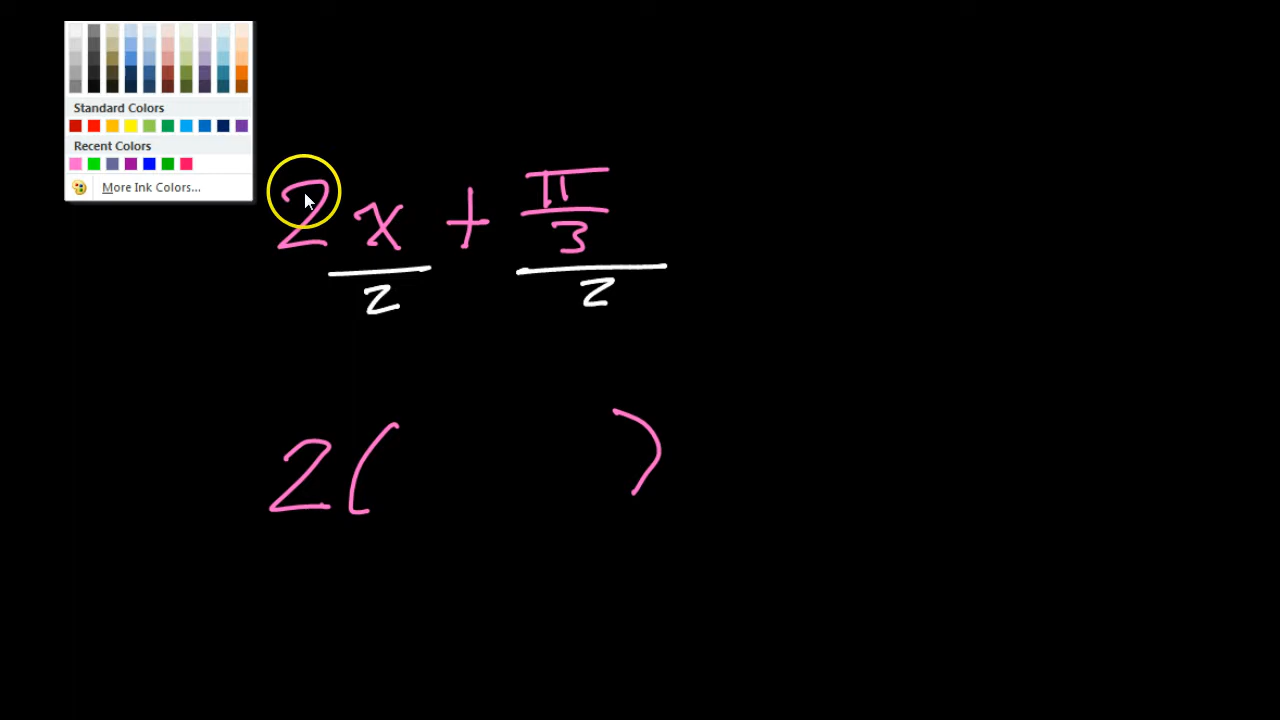 Standard Colors
Recent Colors
More Ink Colors...
2x + π/3
2 2
2( )